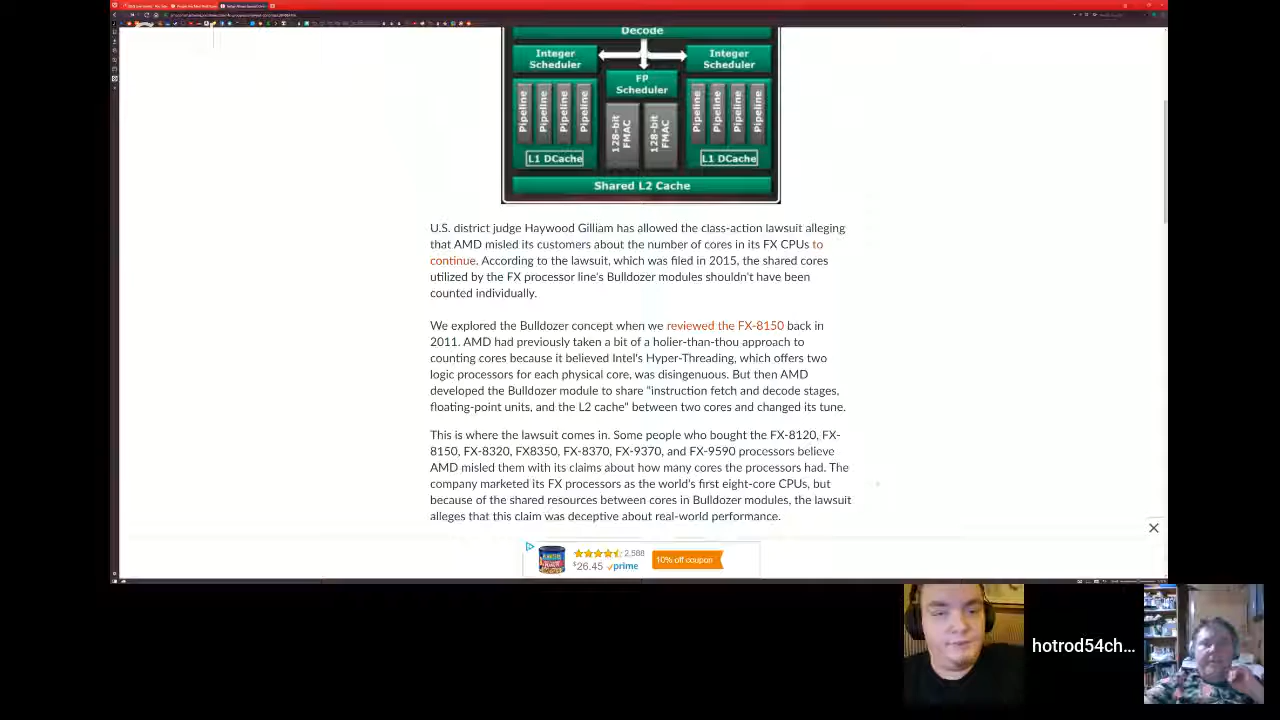 Decode
Integer Scheduler
Integer Scheduler
FP Scheduler
Pipeline
Pipeline
Pipeline
Pipeline
128-bit FMAC
128-bit FMAC
Pipeline
Pipeline
Pipeline
Pipeline
L1 DCache
L1 DCache
Shared L2 Cache
U.S. district judge Haywood Gilliam has allowed the class-action lawsuit alleging
that AMD misled its customers about the number of cores in its FX CPUs to
continue. According to the lawsuit, which was filed in 2015, the shared cores
utilized by the FX processor line's Bulldozer modules shouldn't have been
counted individually.
We explored the Bulldozer concept when we reviewed the FX-8150 back in
2011. AMD had previously taken a bit of a holier-than-thou approach to
counting cores because it believed Intel's Hyper-Threading, which offers two
logic processors for each physical core, was disingenuous. But then AMD
developed the Bulldozer module to share "instruction fetch and decode stages,
floating-point units, and the L2 cache" between two cores and changed its tune.
This is where the lawsuit comes in. Some people who bought the FX-8120, FX-
8150, FX-8320, FX8350, FX-8370, FX-9370, and FX-9590 processors believe
AMD misled them with its claims about how many cores the processors had. The
company marketed its FX processors as the world's first eight-core CPUs, but
because of the shared resources between cores in Bulldozer modules, the lawsuit
alleges that this claim was deceptive about real-world performance.
2,588
$26.45 prime
10% off coupon
hotrod54ch...